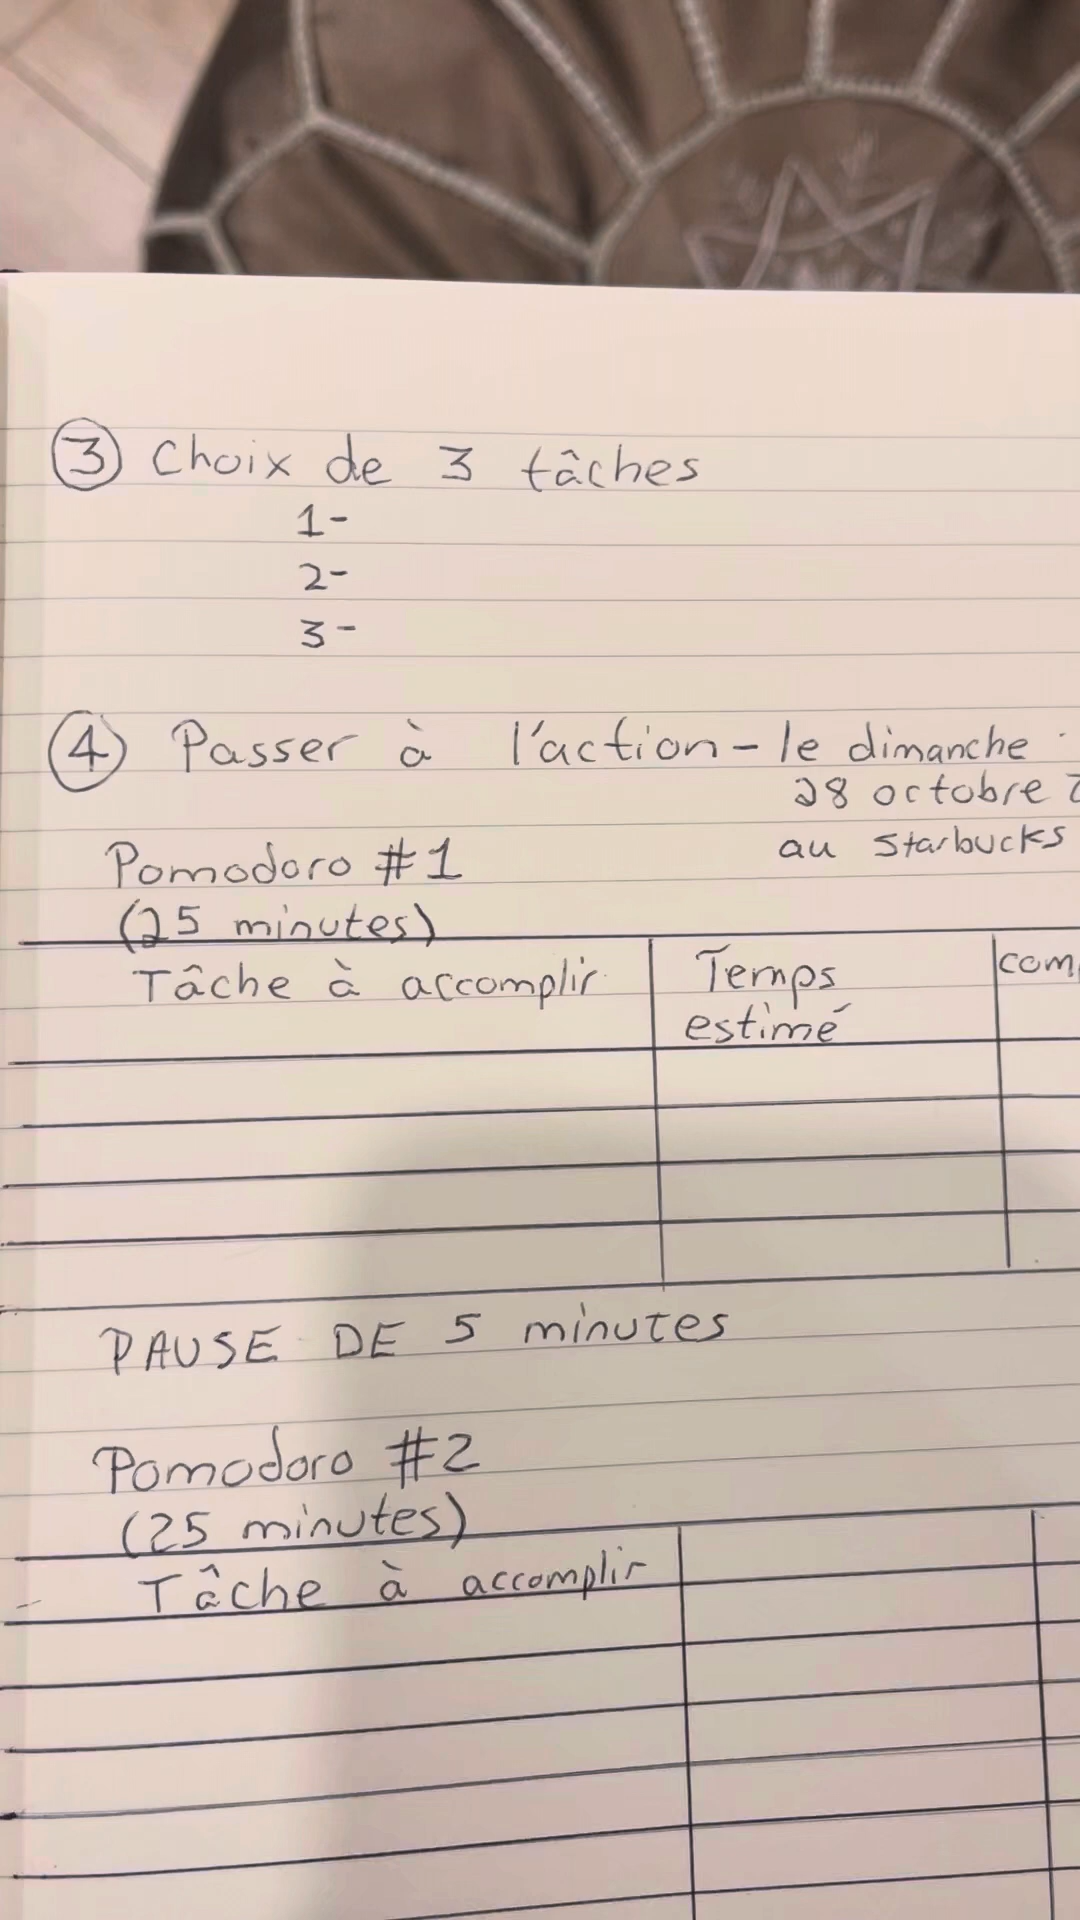 ③ Choix de 3 tâches
1-
2-
3-
④ Passer à l'action - le dimanche
28 octobre
au Starbucks
Pomodoro #1
(25 minutes)
Tâche à accomplir
Temps
estimé
PAUSE DE 5 minutes
Pomodoro #2
(25 minutes)
Tâche à accomplir